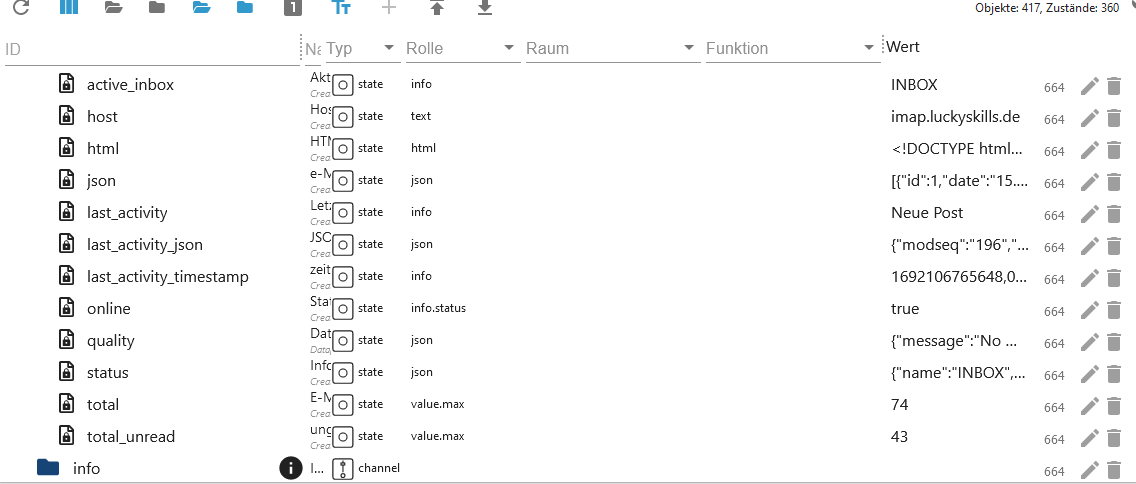 1 Objekte: 417, Zustände: 360
ID Na Typ Rolle Raum Funktion Wert
active_inbox Akt Crea state info INBOX 664
host Hos Crea state text imap.luckyskills.de 664
html HTM Crea state html <!DOCTYPE html... 664
json e-M Crea state json [{"id":1,"date":"15.... 664
last_activity Letz Crea state info Neue Post 664
last_activity_json JSO Crea state json {"modseq":"196","... 664
last_activity_timestamp zeit Crea state info 1692106765648,0... 664
online Stat Crea state info.status true 664
quality Dat Data, state json {"message":"No ... 664
status Info Crea state json {"name":"INBOX",... 664
total E-M Crea state value.max 74 664
total_unread ung Crea state value.max 43 664
info I... channel 664